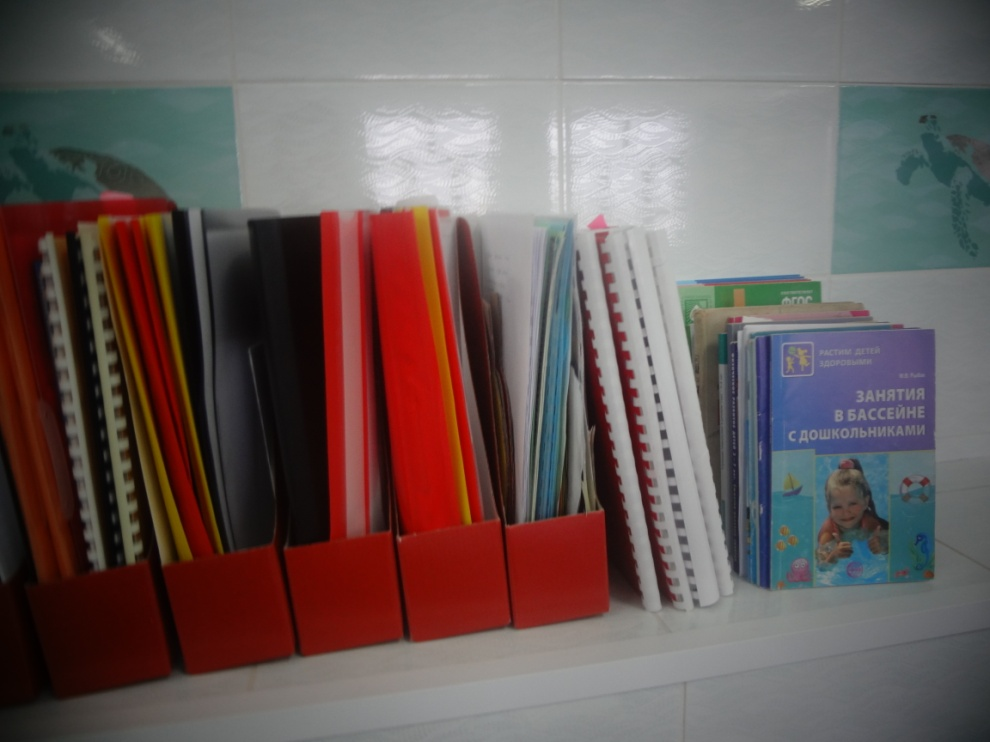 ФГОС
РАСТИМ ДЕТЕЙ
ЗДОРОВЫМИ
ЗАНЯТИЯ
В БАССЕЙНЕ
С ДОШКОЛЬНИКАМИ